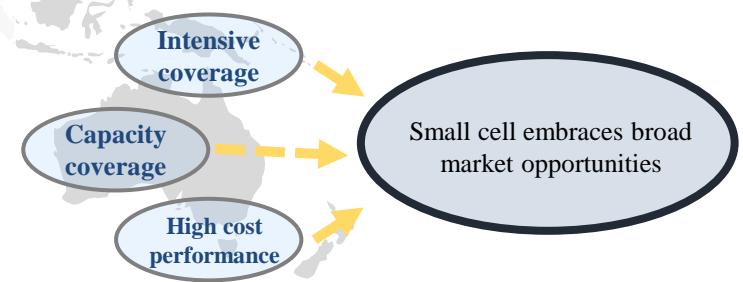 Intensive
coverage
Capacity
coverage
High cost
performance
Small cell embraces broad
market opportunities